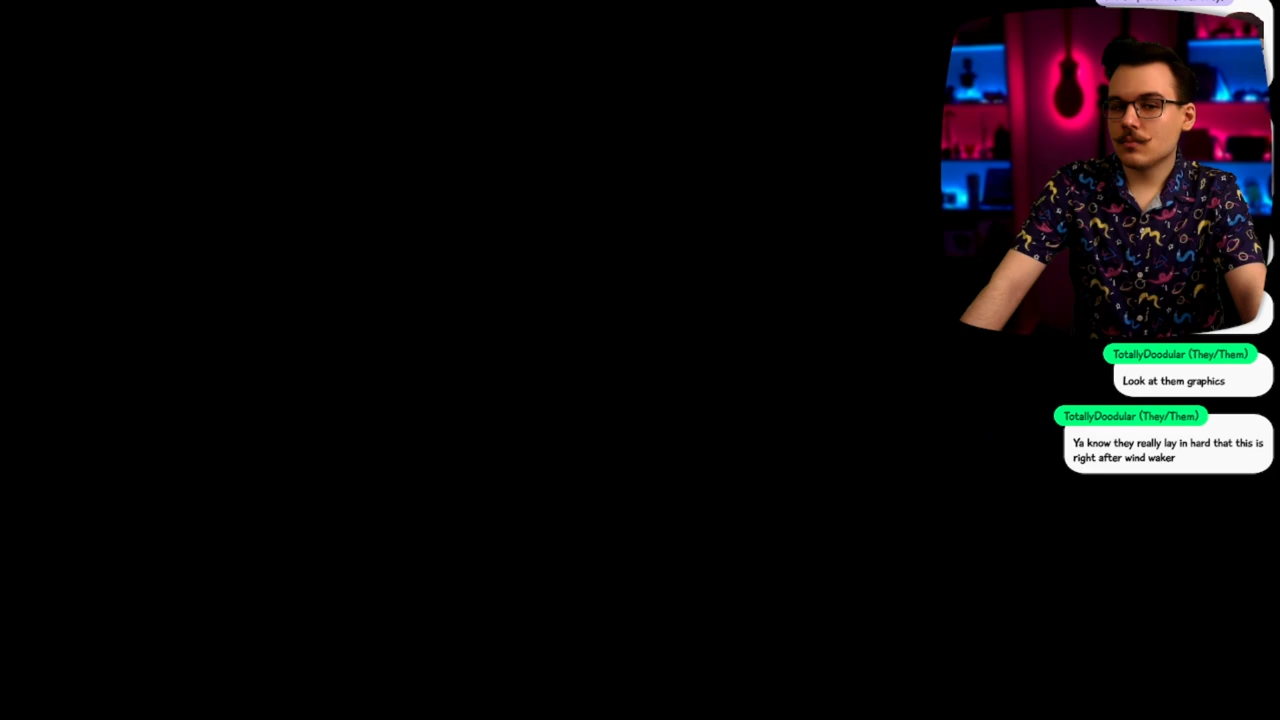 TotallyDoodular (They/Them)
Look at them graphics
TotallyDoodular (They/Them)
Ya know they really lay in hard that this is
right after wind waker